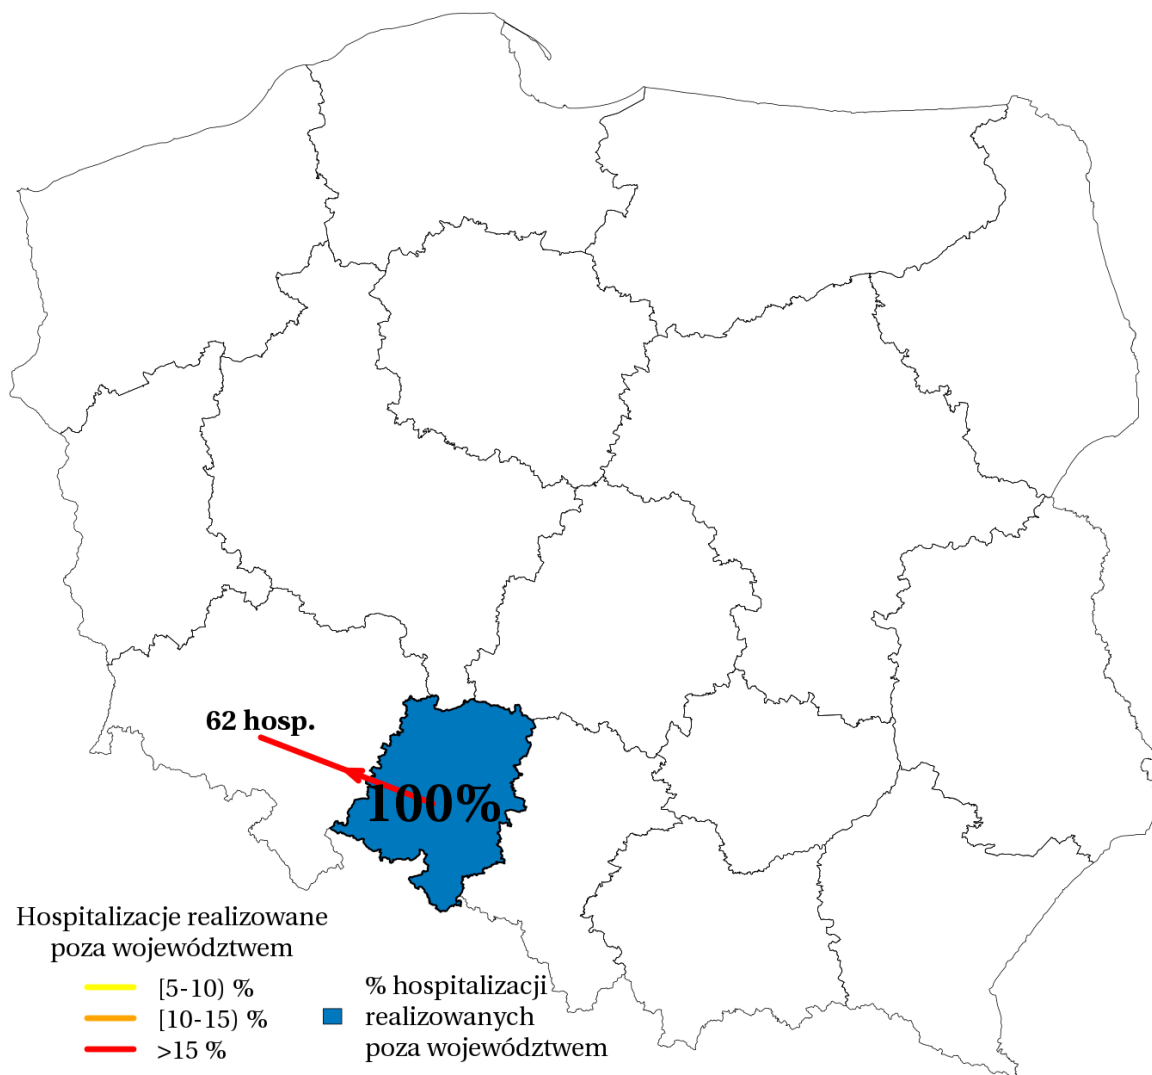 62 hosp.
100%
Hospitalizacje realizowane
poza województwem
[5-10) %
[10-15) %
>15 %
% hospitalizacji
realizowanych
poza województwem